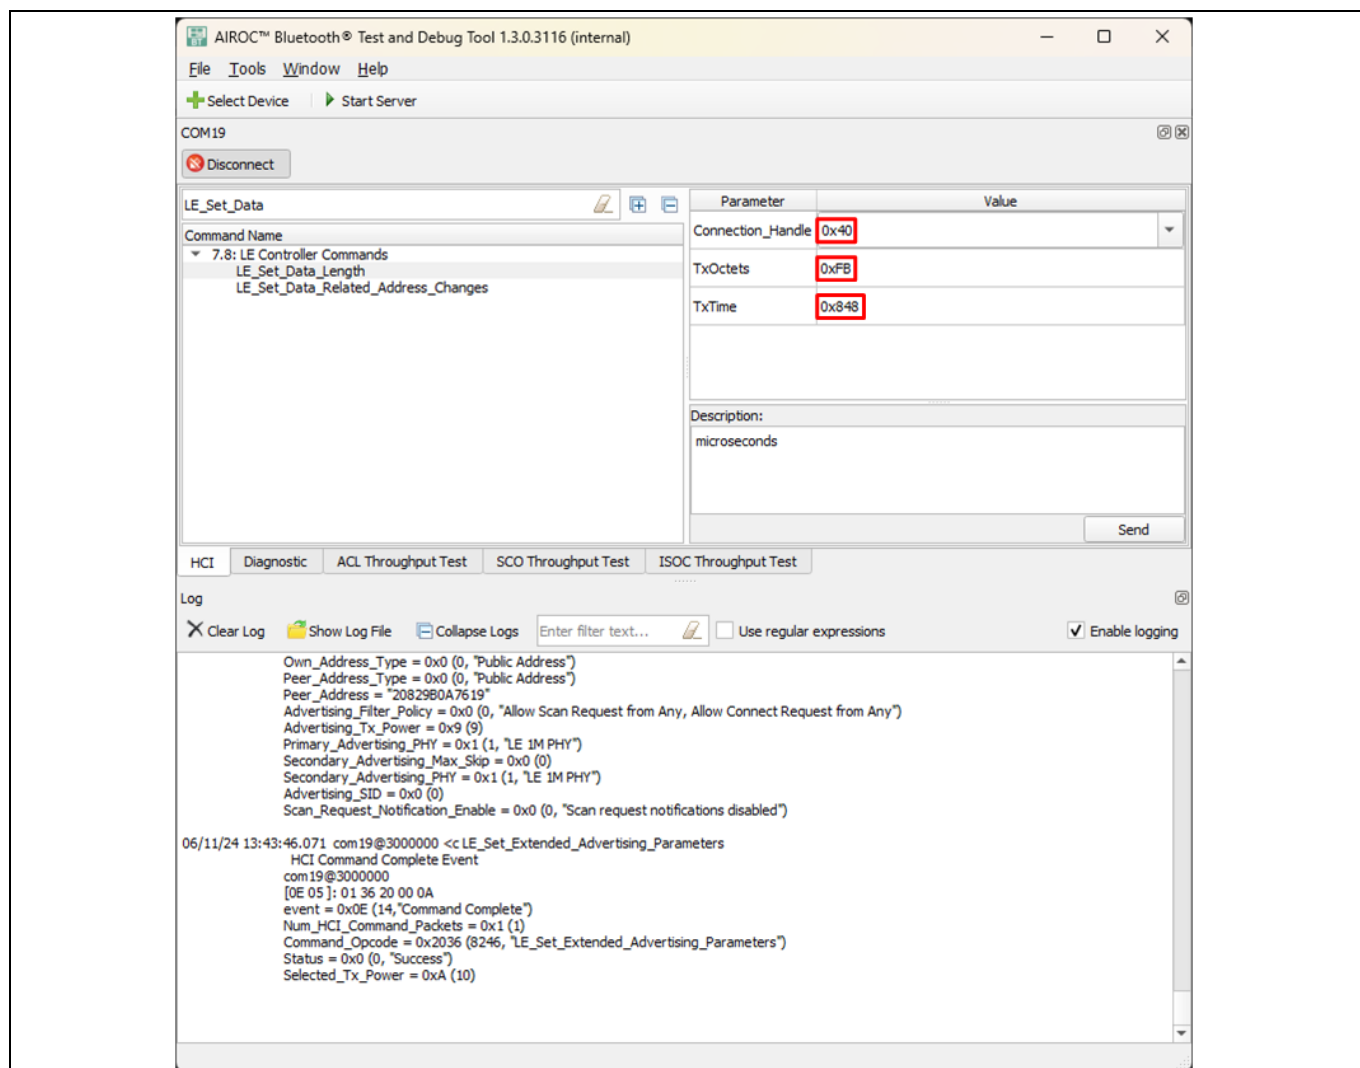 AIROC™ Bluetooth® Test and Debug Tool 1.3.0.3116 (internal)
File Tools Window Help
Select Device Start Server
COM19
Disconnect
LE_Set_Data
Command Name
7.8: LE Controller Commands
LE_Set_Data_Length
LE_Set_Data_Related_Address_Changes
Parameter Value
Connection_Handle 0x40
TxOctets 0xFB
TxTime 0x848
Description:
microseconds
Send
HCI Diagnostic ACL Throughput Test SCO Throughput Test ISOC Throughput Test
Log
Clear Log Show Log File Collapse Logs Enter filter text... Use regular expressions Enable logging
Own_Address_Type = 0x0 (0, "Public Address")
Peer_Address_Type = 0x0 (0, "Public Address")
Peer_Address = "20829B0A7619"
Advertising_Filter_Policy = 0x0 (0, "Allow Scan Request from Any, Allow Connect Request from Any")
Advertising_Tx_Power = 0x9 (9)
Primary_Advertising_PHY = 0x1 (1, "LE 1M PHY")
Secondary_Advertising_Max_Skip = 0x0 (0)
Secondary_Advertising_PHY = 0x1 (1, "LE 1M PHY")
Advertising_SID = 0x0 (0)
Scan_Request_Notification_Enable = 0x0 (0, "Scan request notifications disabled")
06/11/24 13:43:46.071 com19@3000000 <c LE_Set_Extended_Advertising_Parameters
HCI Command Complete Event
com19@3000000
[0E 05 ]: 01 36 20 00 0A
event = 0x0E (14,"Command Complete")
Num_HCI_Command_Packets = 0x1 (1)
Command_Opcode = 0x2036 (8246, "LE_Set_Extended_Advertising_Parameters")
Status = 0x0 (0, "Success")
Selected_Tx_Power = 0xA (10)